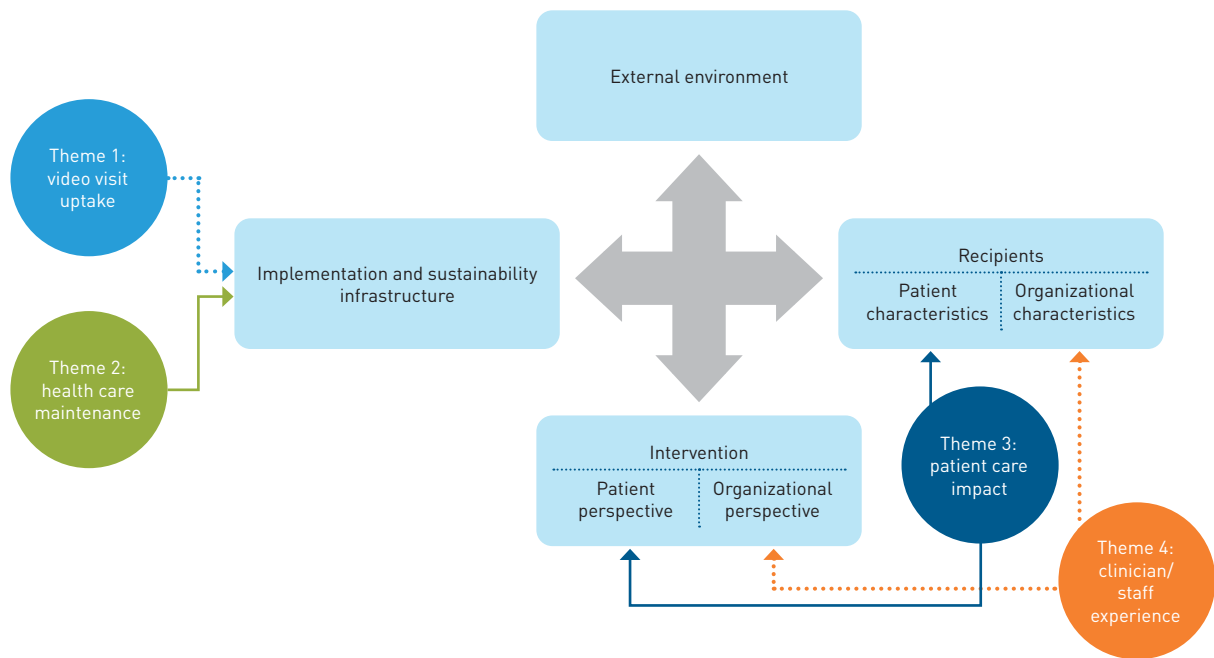 External environment
Theme 1:
video visit
uptake
Implementation and sustainability
infrastructure
Recipients
Patient
characteristics
Organizational
characteristics
Theme 2:
health care
maintenance
Intervention
Patient
perspective
Organizational
perspective
Theme 3:
patient care
impact
Theme 4:
clinician/
staff
experience